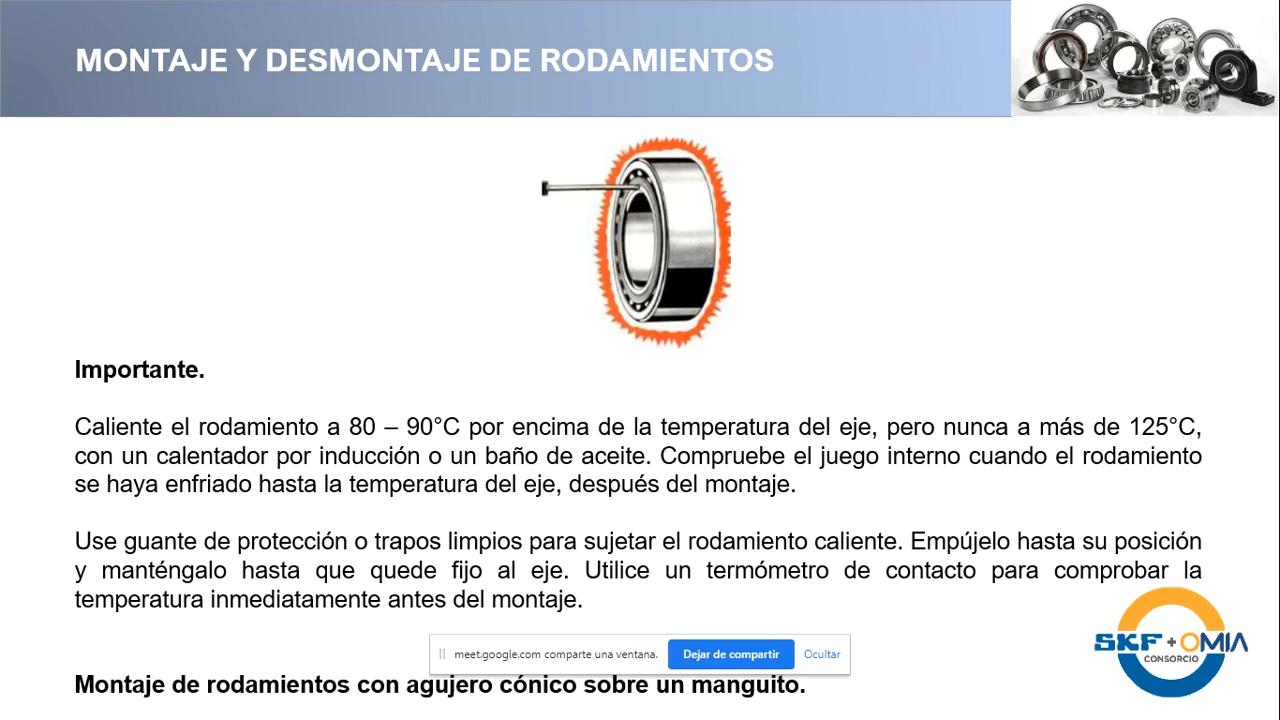 MONTAJE Y DESMONTAJE DE RODAMIENTOS
Importante.
Caliente el rodamiento a 80 – 90°C por encima de la temperatura del eje, pero nunca a más de 125°C,
con un calentador por inducción o un baño de aceite. Compruebe el juego interno cuando el rodamiento
se haya enfriado hasta la temperatura del eje, después del montaje.
Use guante de protección o trapos limpios para sujetar el rodamiento caliente. Empújelo hasta su posición
y manténgalo hasta que quede fijo al eje. Utilice un termómetro de contacto para comprobar la
temperatura inmediatamente antes del montaje.
SKF + OMIA
CONSORCIO
meet.google.com comparte una ventana. Dejar de compartir Ocultar
Montaje de rodamientos con agujero cónico sobre un manguito.